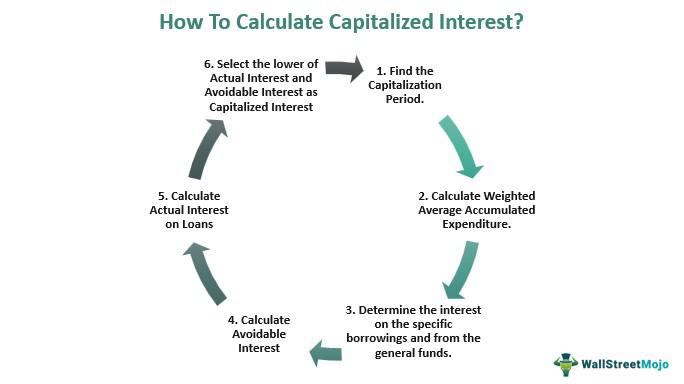 How To Calculate Capitalized Interest?
1. Find the
Capitalization
Period.
2. Calculate Weighted
Average Accumulated
Expenditure.
3. Determine the interest
on the specific
borrowings and from the
general funds.
4. Calculate
Avoidable
Interest
5. Calculate
Actual Interest
on Loans
6. Select the lower of
Actual Interest and
Avoidable Interest as
Capitalized Interest
WallStreetMojo